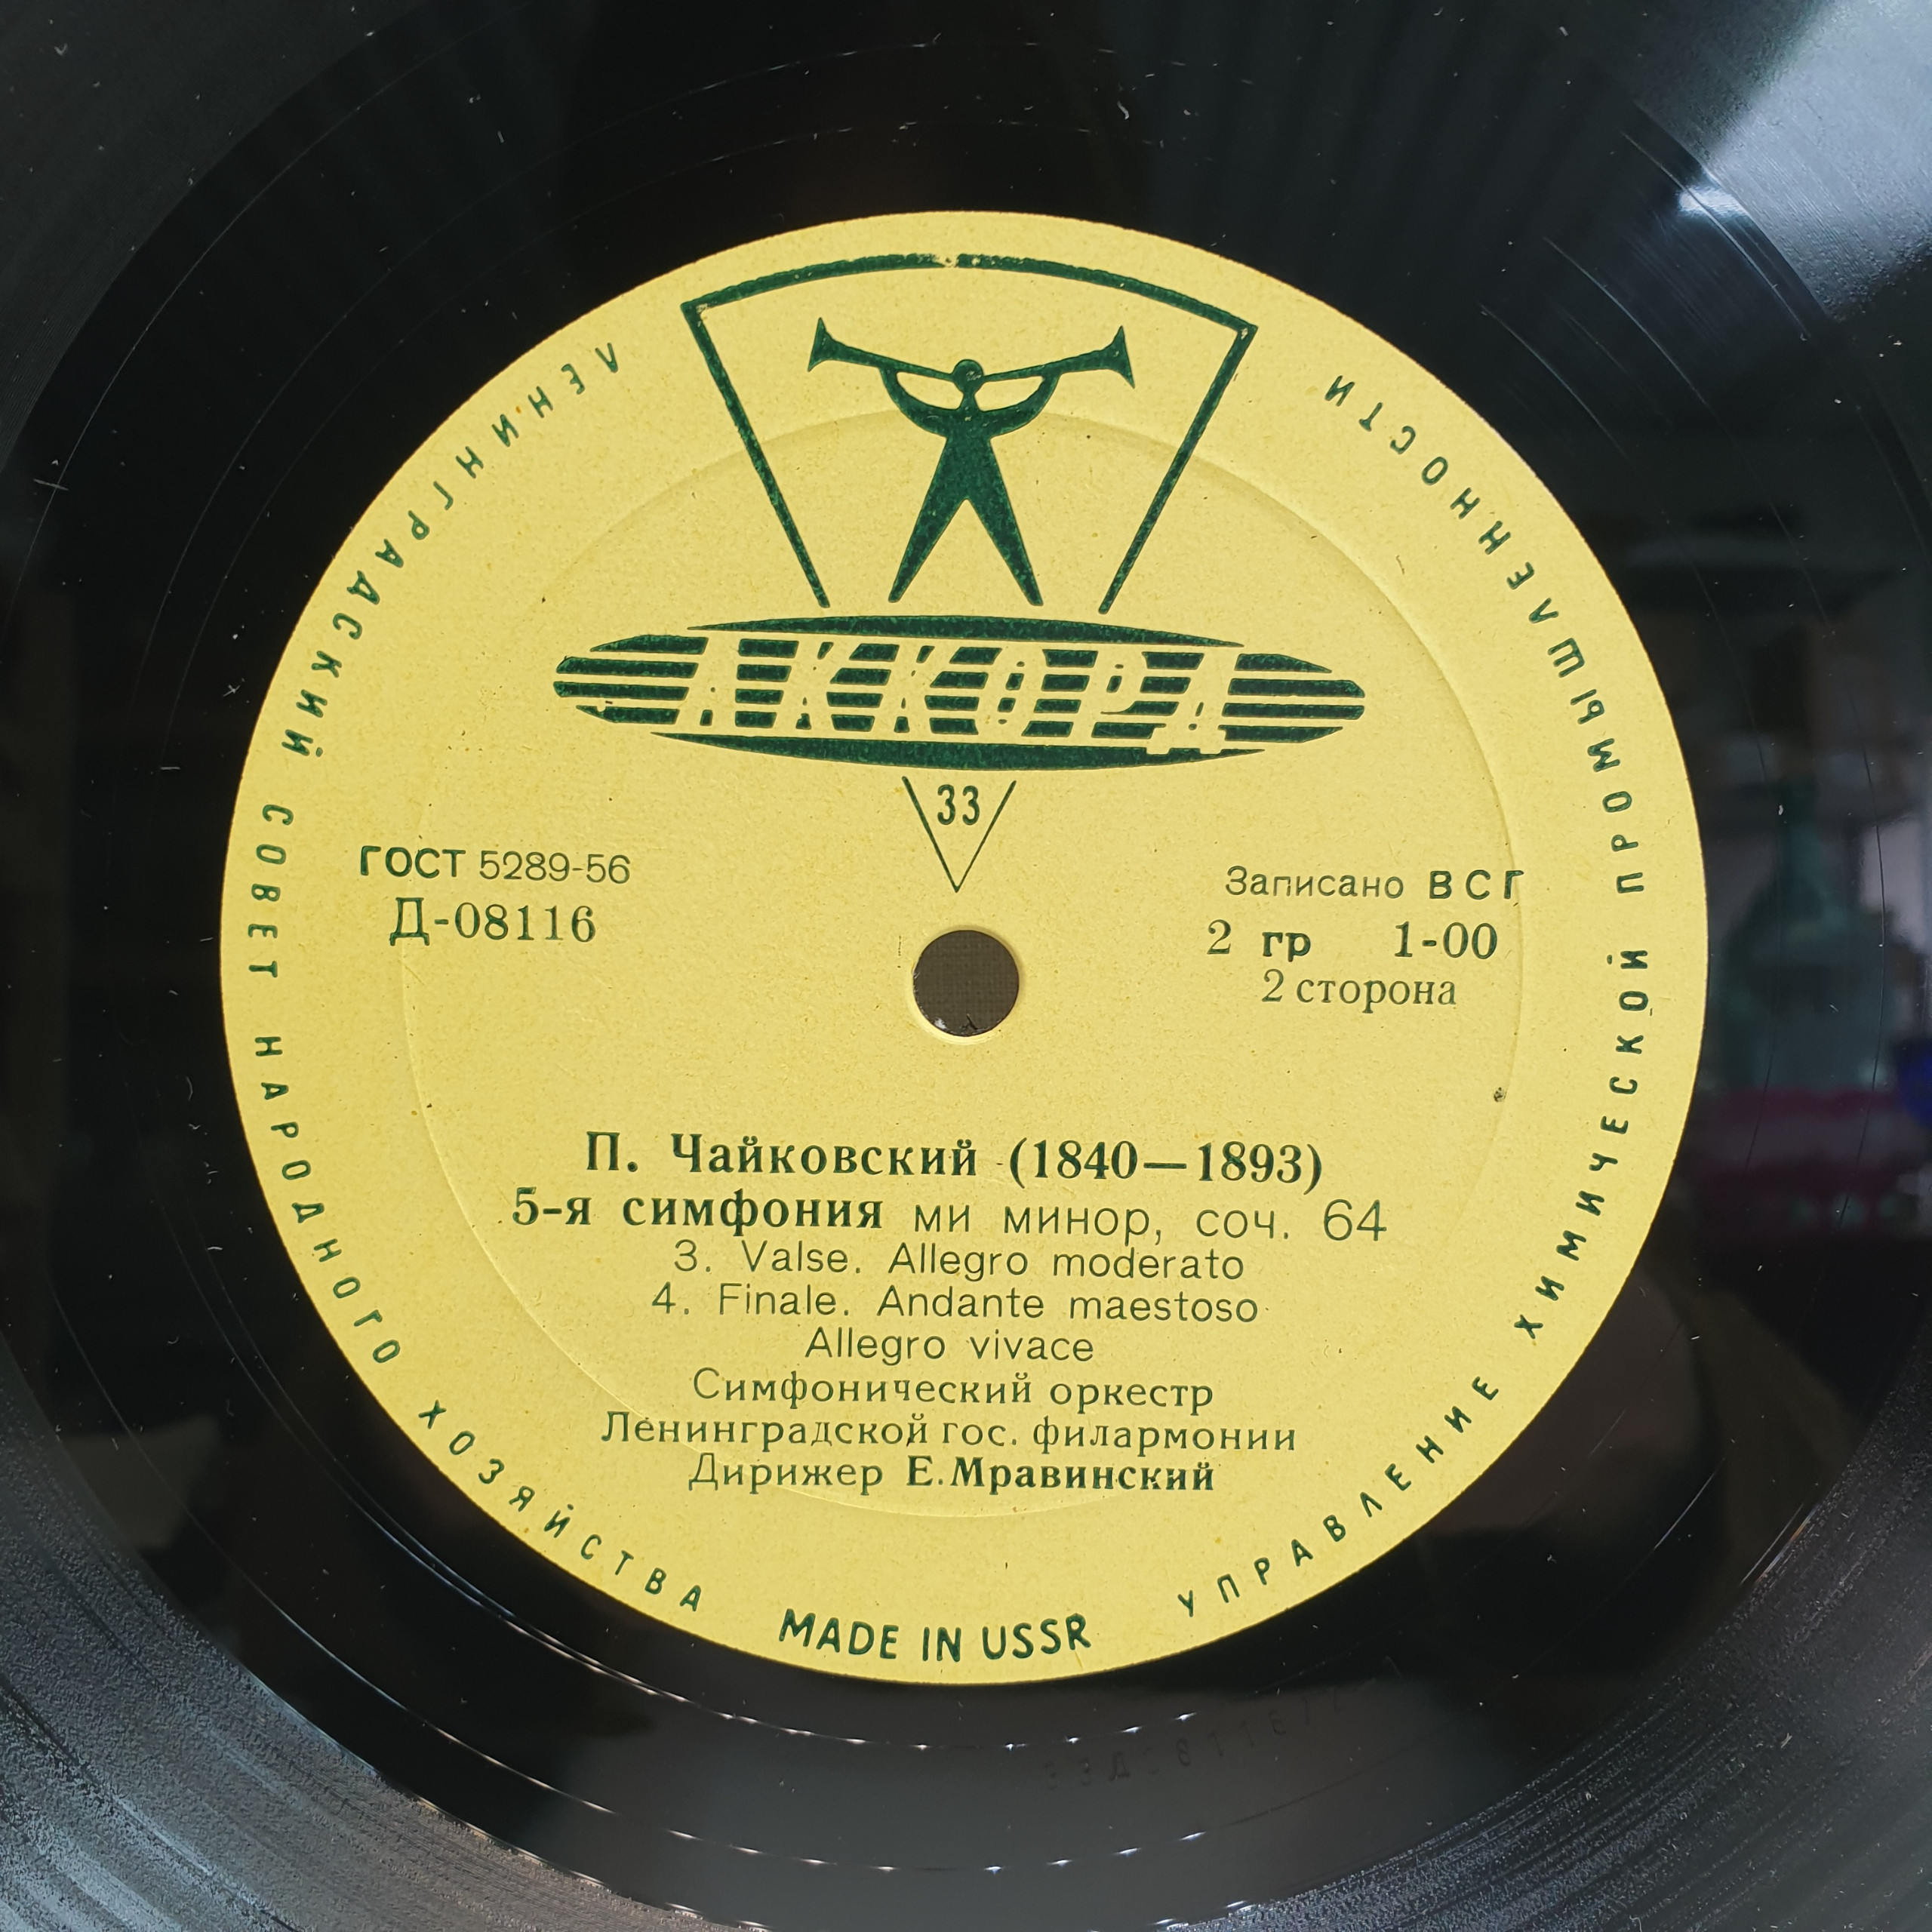 АККОРД
33
ГОСТ 5289-56
Д-08116
Записано ВСГ
2 гр 1-00
2 сторона
П. Чайковский (1840—1893)
5-я симфония ми минор, соч. 64
3. Valse. Allegro moderato
4. Finale. Andante maestoso
Allegro vivace
Симфонический оркестр
Ленинградской гос. филармонии
Дирижер Е.Мравинский
ЛЕНИНГРАДСКИЙ СОВЕТ НАРОДНОГО ХОЗЯЙСТВА
MADE IN USSR
УПРАВЛЕНИЕ ХИМИЧЕСКОЙ ПРОМЫШЛЕННОСТИ